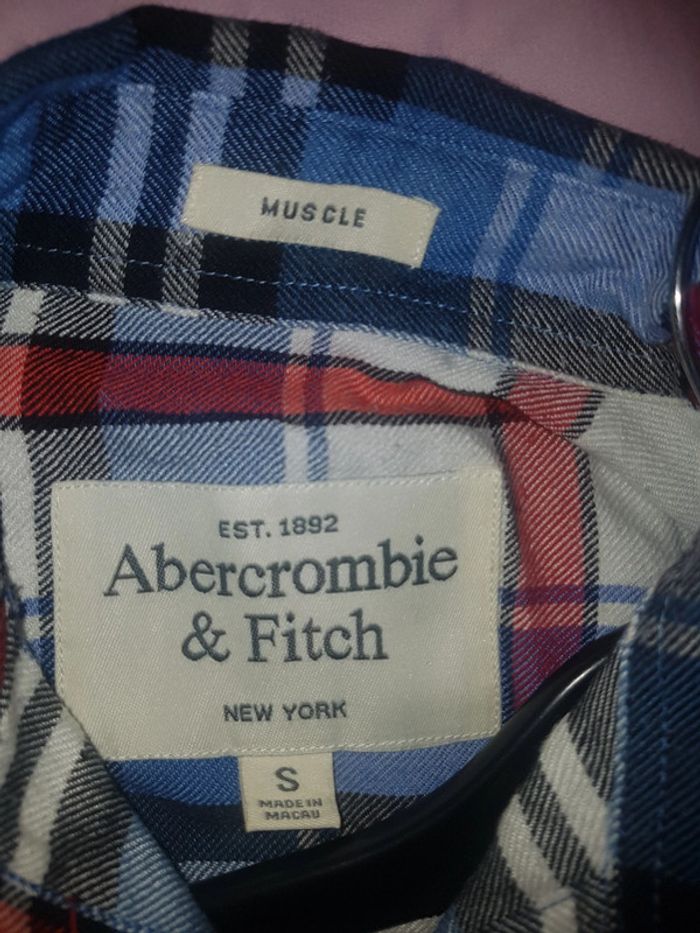 MUSCLE
EST. 1892
Abercrombie
& Fitch
NEW YORK
S
MADE IN
MACAU